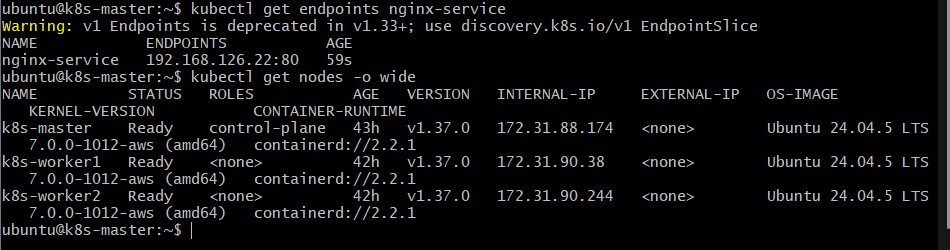 ubuntu@k8s-master:~$ kubectl get endpoints nginx-service
Warning: v1 Endpoints is deprecated in v1.33+; use discovery.k8s.io/v1 EndpointSlice
NAME            ENDPOINTS           AGE
nginx-service   192.168.126.22:80   59s
ubuntu@k8s-master:~$ kubectl get nodes -o wide
NAME          STATUS   ROLES           AGE   VERSION   INTERNAL-IP     EXTERNAL-IP   OS-IMAGE
   KERNEL-VERSION            CONTAINER-RUNTIME
k8s-master    Ready    control-plane   43h   v1.37.0   172.31.88.174   <none>        Ubuntu 24.04.5 LTS
   7.0.0-1012-aws (amd64)   containerd://2.2.1
k8s-worker1   Ready    <none>          42h   v1.37.0   172.31.90.38    <none>        Ubuntu 24.04.5 LTS
   7.0.0-1012-aws (amd64)   containerd://2.2.1
k8s-worker2   Ready    <none>          42h   v1.37.0   172.31.90.244   <none>        Ubuntu 24.04.5 LTS
   7.0.0-1012-aws (amd64)   containerd://2.2.1
ubuntu@k8s-master:~$